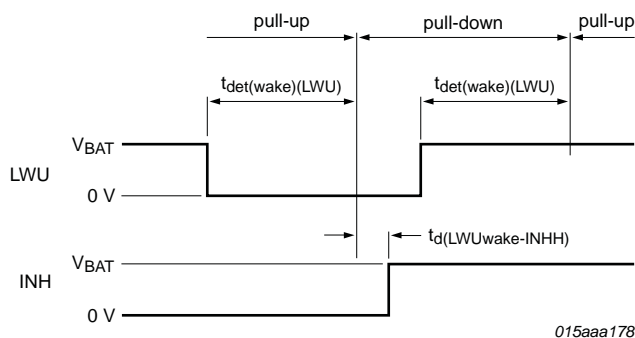 pull-up pull-down pull-up
tdet(wake)(LWU) tdet(wake)(LWU)
VBAT
LWU
0 V
td(LWUwake-INHH)
VBAT
INH
0 V
015aaa178